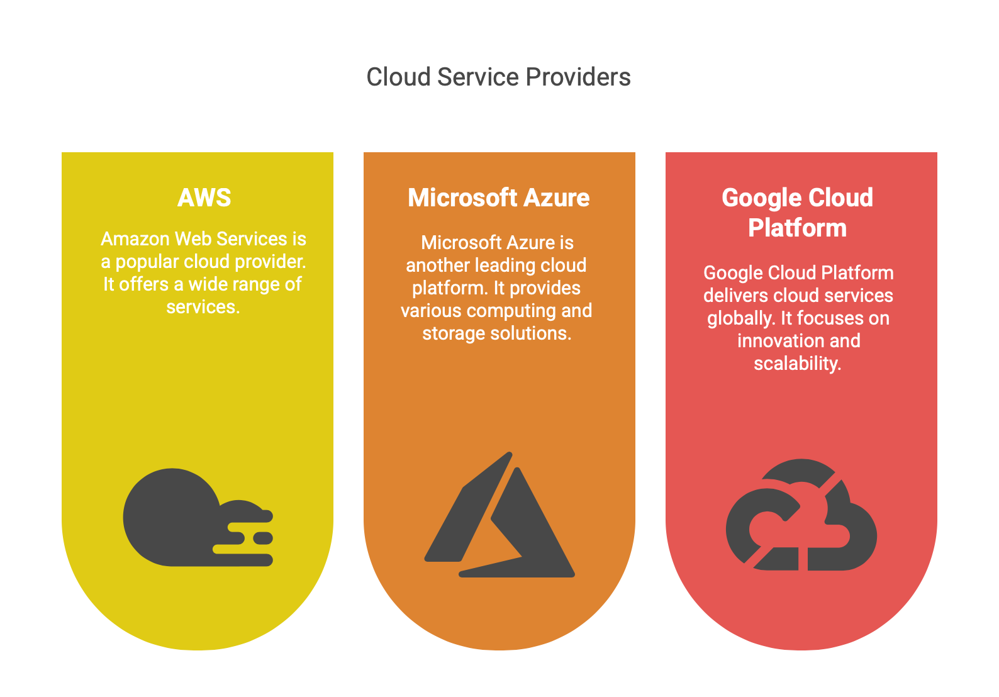 Cloud Service Providers
AWS
Amazon Web Services is
a popular cloud provider.
It offers a wide range of
services.
Microsoft Azure
Microsoft Azure is
another leading cloud
platform. It provides
various computing and
storage solutions.
Google Cloud
Platform
Google Cloud Platform
delivers cloud services
globally. It focuses on
innovation and
scalability.